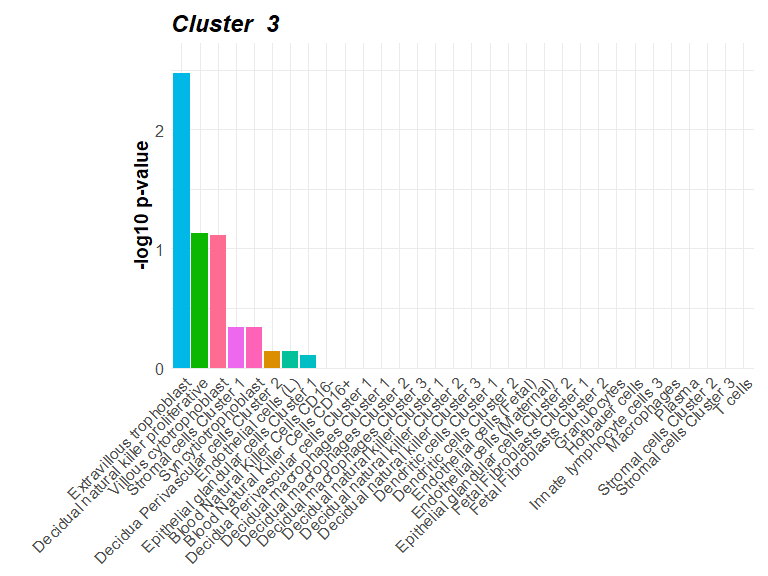 Cluster 3
-log10 p-value
2
1
0
Extravillous trophoblast
Decidual natural killer proliferative
Villous cytotrophoblast
Stromal cells Cluster 1
Syncytiotrophoblast
Decidua Perivascular cells Cluster 2
Endothelia cells (L)
Epithelial glandular cells Cluster 1
Blood Natural Killer Cells CD16-
Blood Natural Killer Cells CD16+
Decidua Perivascular cells Cluster 1
Decidual macrophages Cluster 1
Decidual macrophages Cluster 2
Decidual macrophages Cluster 3
Decidual natural killer Cluster 1
Decidual natural killer Cluster 2
Decidual natural killer Cluster 3
Dendritic cells Cluster 1
Dendritic cells Cluster 2
Endothelial cells (Fetal)
Endothelial cells (Maternal)
Epithelial glandular cells Cluster 2
Fetal Fibroblasts Cluster 1
Fetal Fibroblasts Cluster 2
Granulocytes
Hofbauer cells
Innate lymphocyte cells 3
Macrophages
Plasma
Stromal cells Cluster 2
Stromal cells Cluster 3
T cells